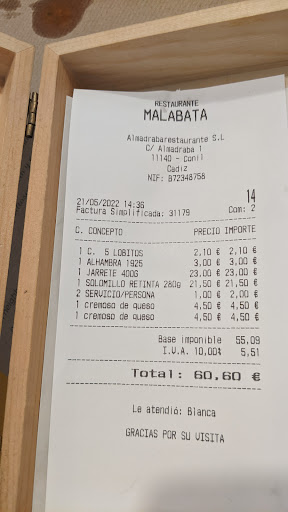 RESTAURANTE
MALABATA
Almadrabarestaurante S.L
C/ Almadraba 1
11140 - Conil
Cadiz
NIF: B72348758
14
21/05/2022 14:36
Factura Simplificada: 31179 Com: 2
C. CONCEPTO PRECIO IMPORTE
1 C. 5 LOBITOS 2,10 € 2,10 €
1 ALHAMBRA 1925 3,00 € 3,00 €
1 JARRETE 400G 23,00 € 23,00 €
1 SOLOMILLO RETINTA 280g 21,50 € 21,50 €
2 SERVICIO/PERSONA 1,00 € 2,00 €
1 cremoso de queso 4,50 € 4,50 €
1 cremoso de queso 4,50 € 4,50 €
Base imponible 55,09
I.V.A. 10,00% 5,51
Total: 60,60 €
Le atendió: Blanca
GRACIAS POR SU VISITA